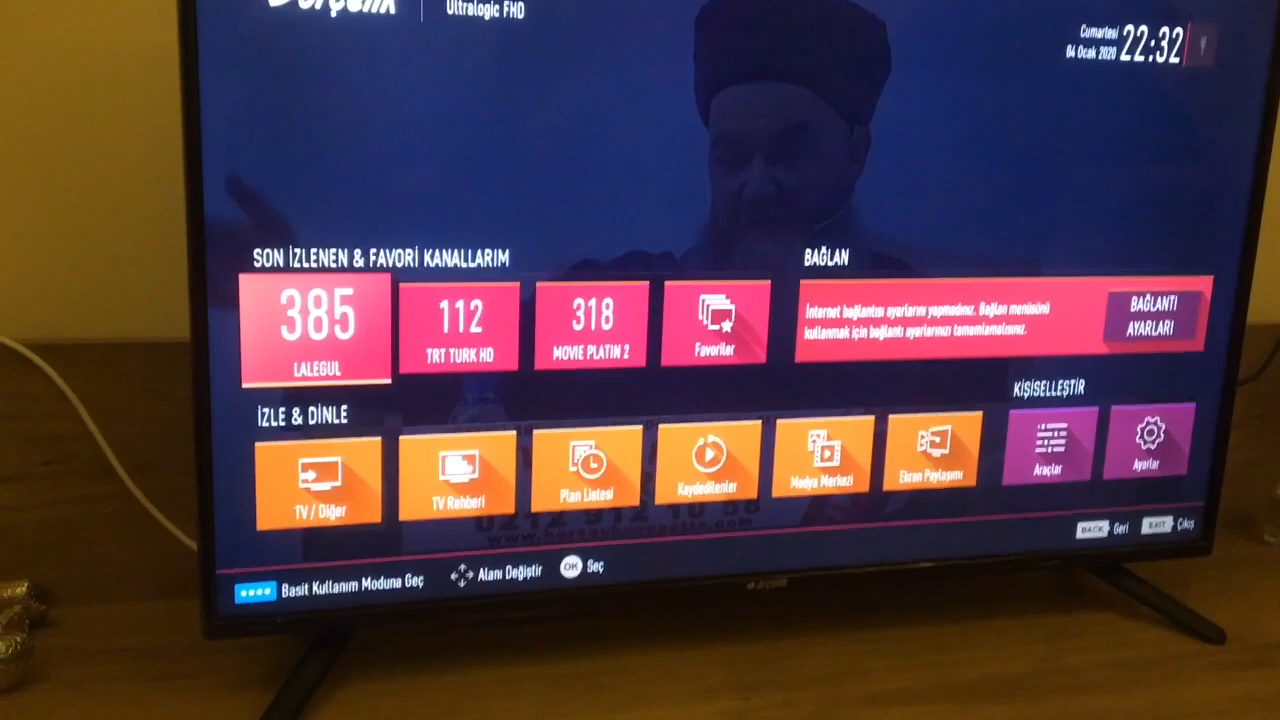 Ultralogic FHD
Cumartesi
04 Ocak 2020
22:32
SON İZLENEN & FAVORİ KANALLARIM
BAĞLAN
385
LALEGUL
112
TRT TURK HD
318
MOVIE PLATIN 2
Favoriler
İnternet bağlantısı ayarlarını yapmadınız. Bağlan menüsünü
kullanmak için bağlantı ayarlarınızı tamamlamalısınız.
BAĞLANTI
AYARLARI
İZLE & DİNLE
KİŞİSELLEŞTİR
TV / Diğer
TV Rehberi
Plan Listesi
Kaydedilenler
Medya Merkezi
Ekran Paylaşımı
Araçlar
Ayarlar
BACK Geri
EXIT Çıkış
Basit Kullanım Moduna Geç
Alanı Değiştir
OK Seç